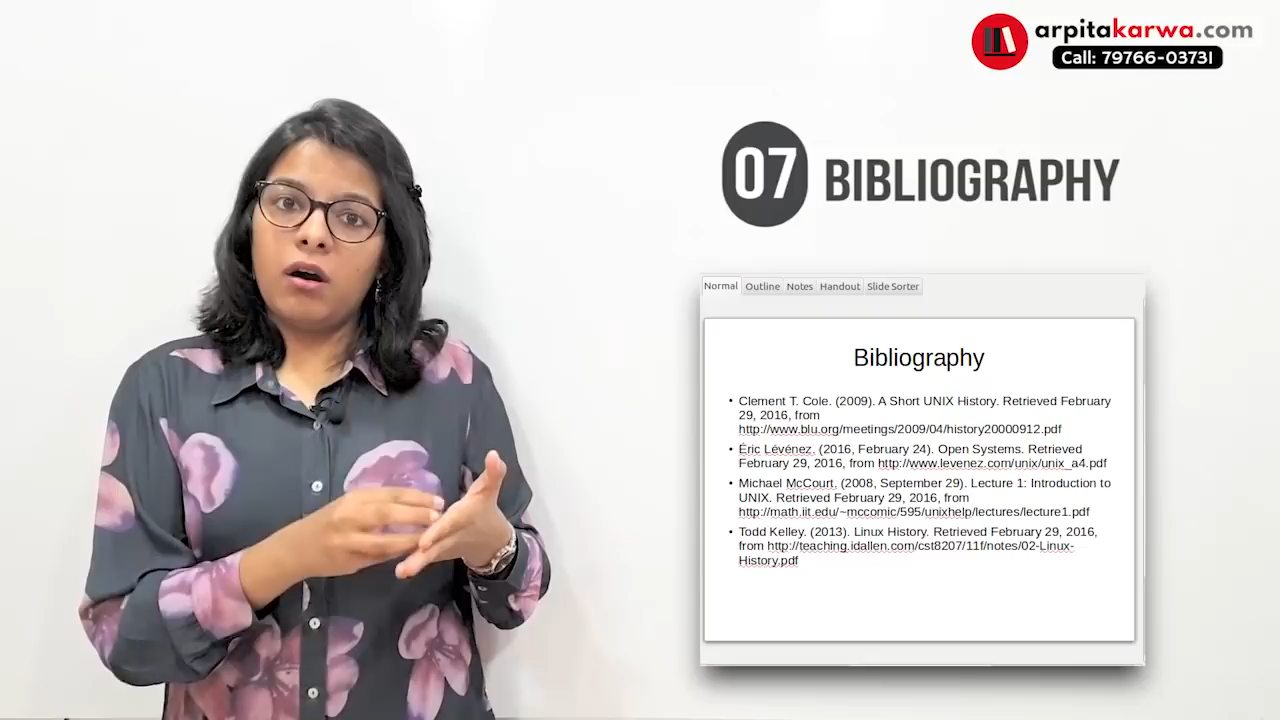 arpitakarwa.com
Call: 79766-03731
07 BIBLIOGRAPHY
Normal Outline Notes Handout Slide Sorter
Bibliography
• Clement T. Cole. (2009). A Short UNIX History. Retrieved February
29, 2016, from
http://www.blu.org/meetings/2009/04/history20000912.pdf
• Éric Lévénez. (2016, February 24). Open Systems. Retrieved
February 29, 2016, from http://www.levenez.com/unix/unix_a4.pdf
• Michael McCourt. (2008, September 29). Lecture 1: Introduction to
UNIX. Retrieved February 29, 2016, from
http://math.iit.edu/~mccomic/595/unixhelp/lectures/lecture1.pdf
• Todd Kelley. (2013). Linux History. Retrieved February 29, 2016,
from http://teaching.idallen.com/cst8207/11f/notes/02-Linux-
History.pdf